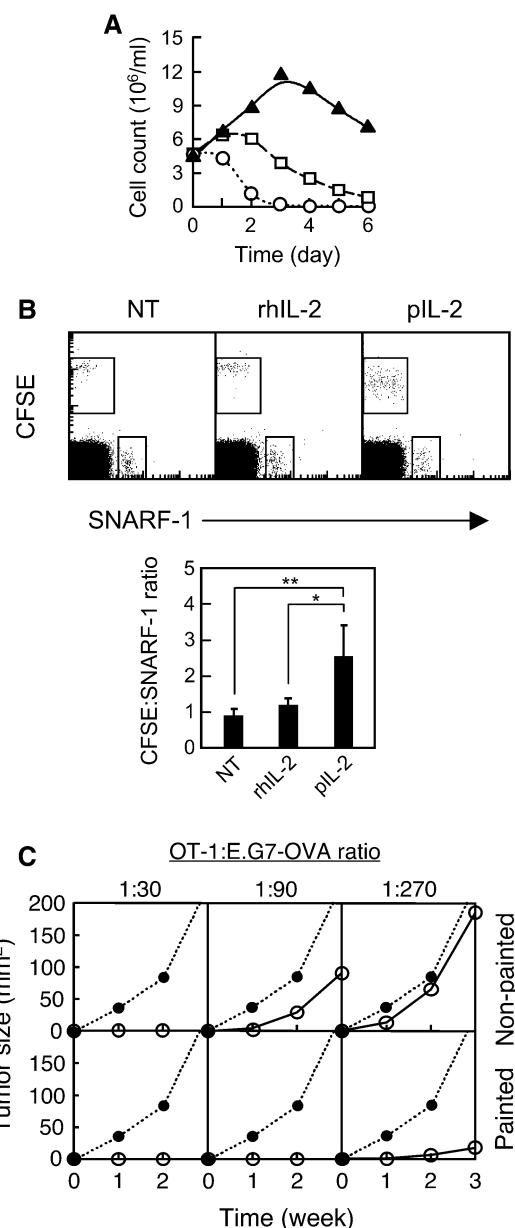 A
Cell count (10⁶/ml)
15
12
9
6
3
0
0 2 4 6
Time (day)
B
NT rhIL-2 pIL-2
CFSE
SNARF-1
CFSE:SNARF-1 ratio
5
4
3
2
1
0
**
*
NT rhIL-2 pIL-2
C
OT-1:E.G7-OVA ratio
1:30 1:90 1:270
200
150
100
50
0
Non-painted
Tumor size (mm²)
150
100
50
0
Painted
0 1 2 0 1 2 0 1 2 3
Time (week)